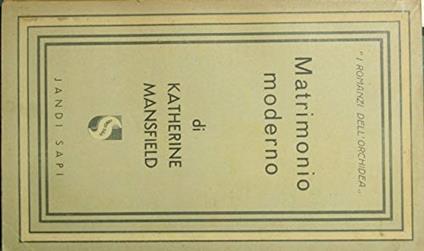 "I ROMANZI DELL'ORCHIDEA„
Matrimonio
moderno
di
KATHERINE
MANSFIELD
JANDI SAPI